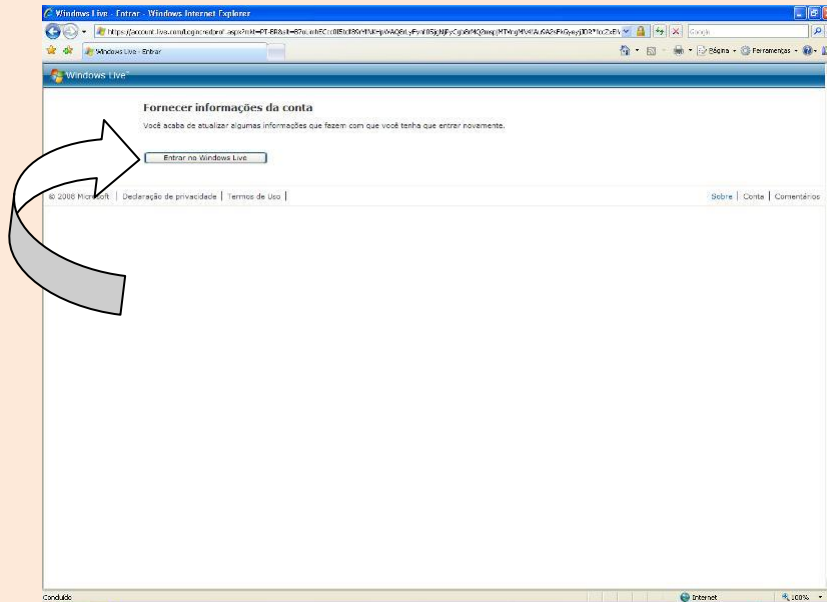 Windows Live - Entrar - Windows Internet Explorer
Google
Windows Live - Entrar
Página
Ferramentas
Windows Live™
Fornecer informações da conta
Você acaba de atualizar algumas informações que fazem com que você tenha que entrar novamente.
Entrar no Windows Live
© 2008 Microsoft | Declaração de privacidade | Termos de Uso |
Sobre | Conta | Comentários
Concluído
Internet
100%